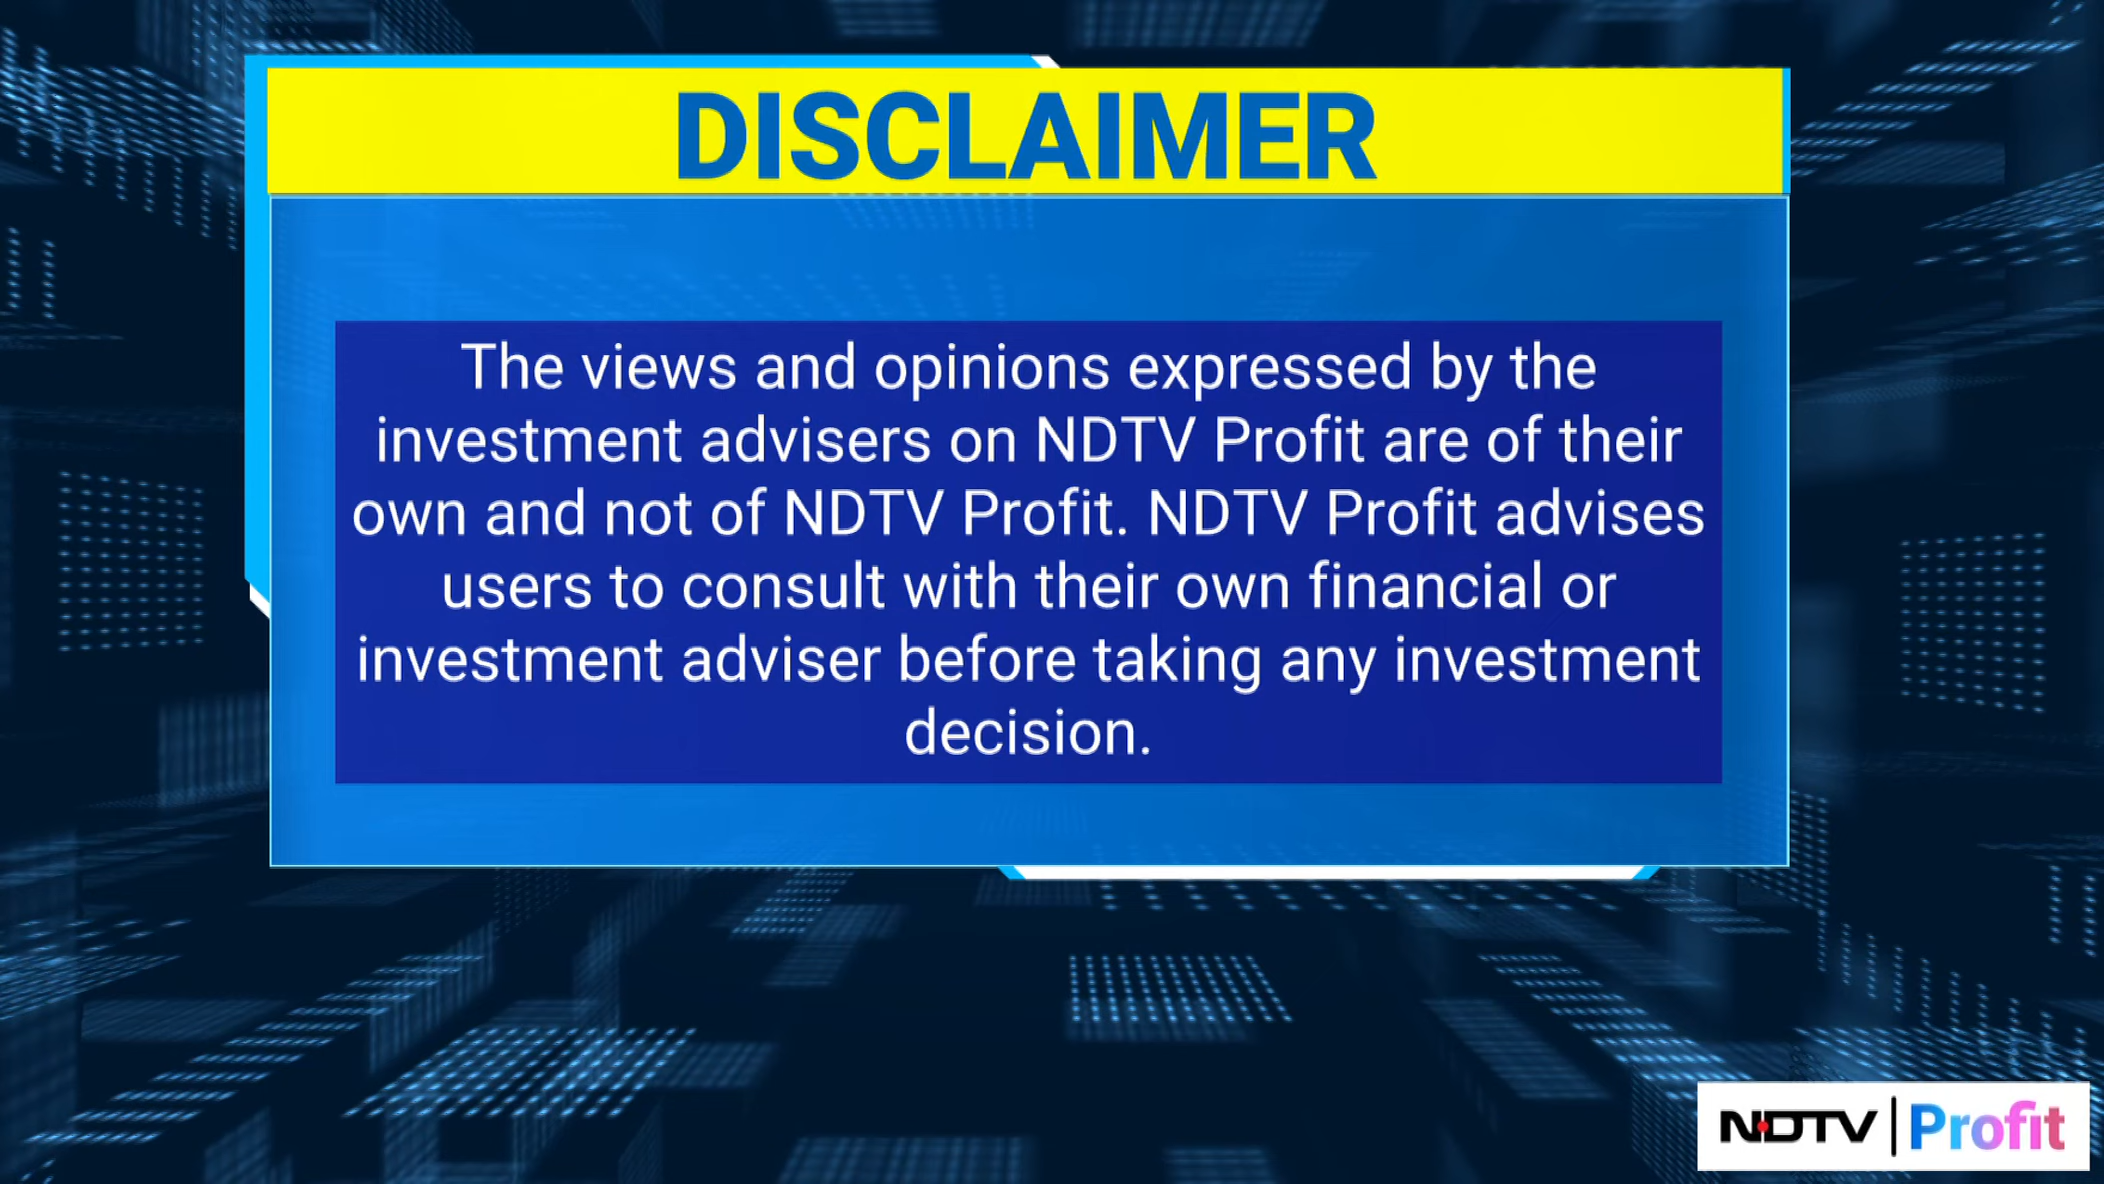 DISCLAIMER
The views and opinions expressed by the
investment advisers on NDTV Profit are of their
own and not of NDTV Profit. NDTV Profit advises
users to consult with their own financial or
investment adviser before taking any investment
decision.
NDTV | Profit